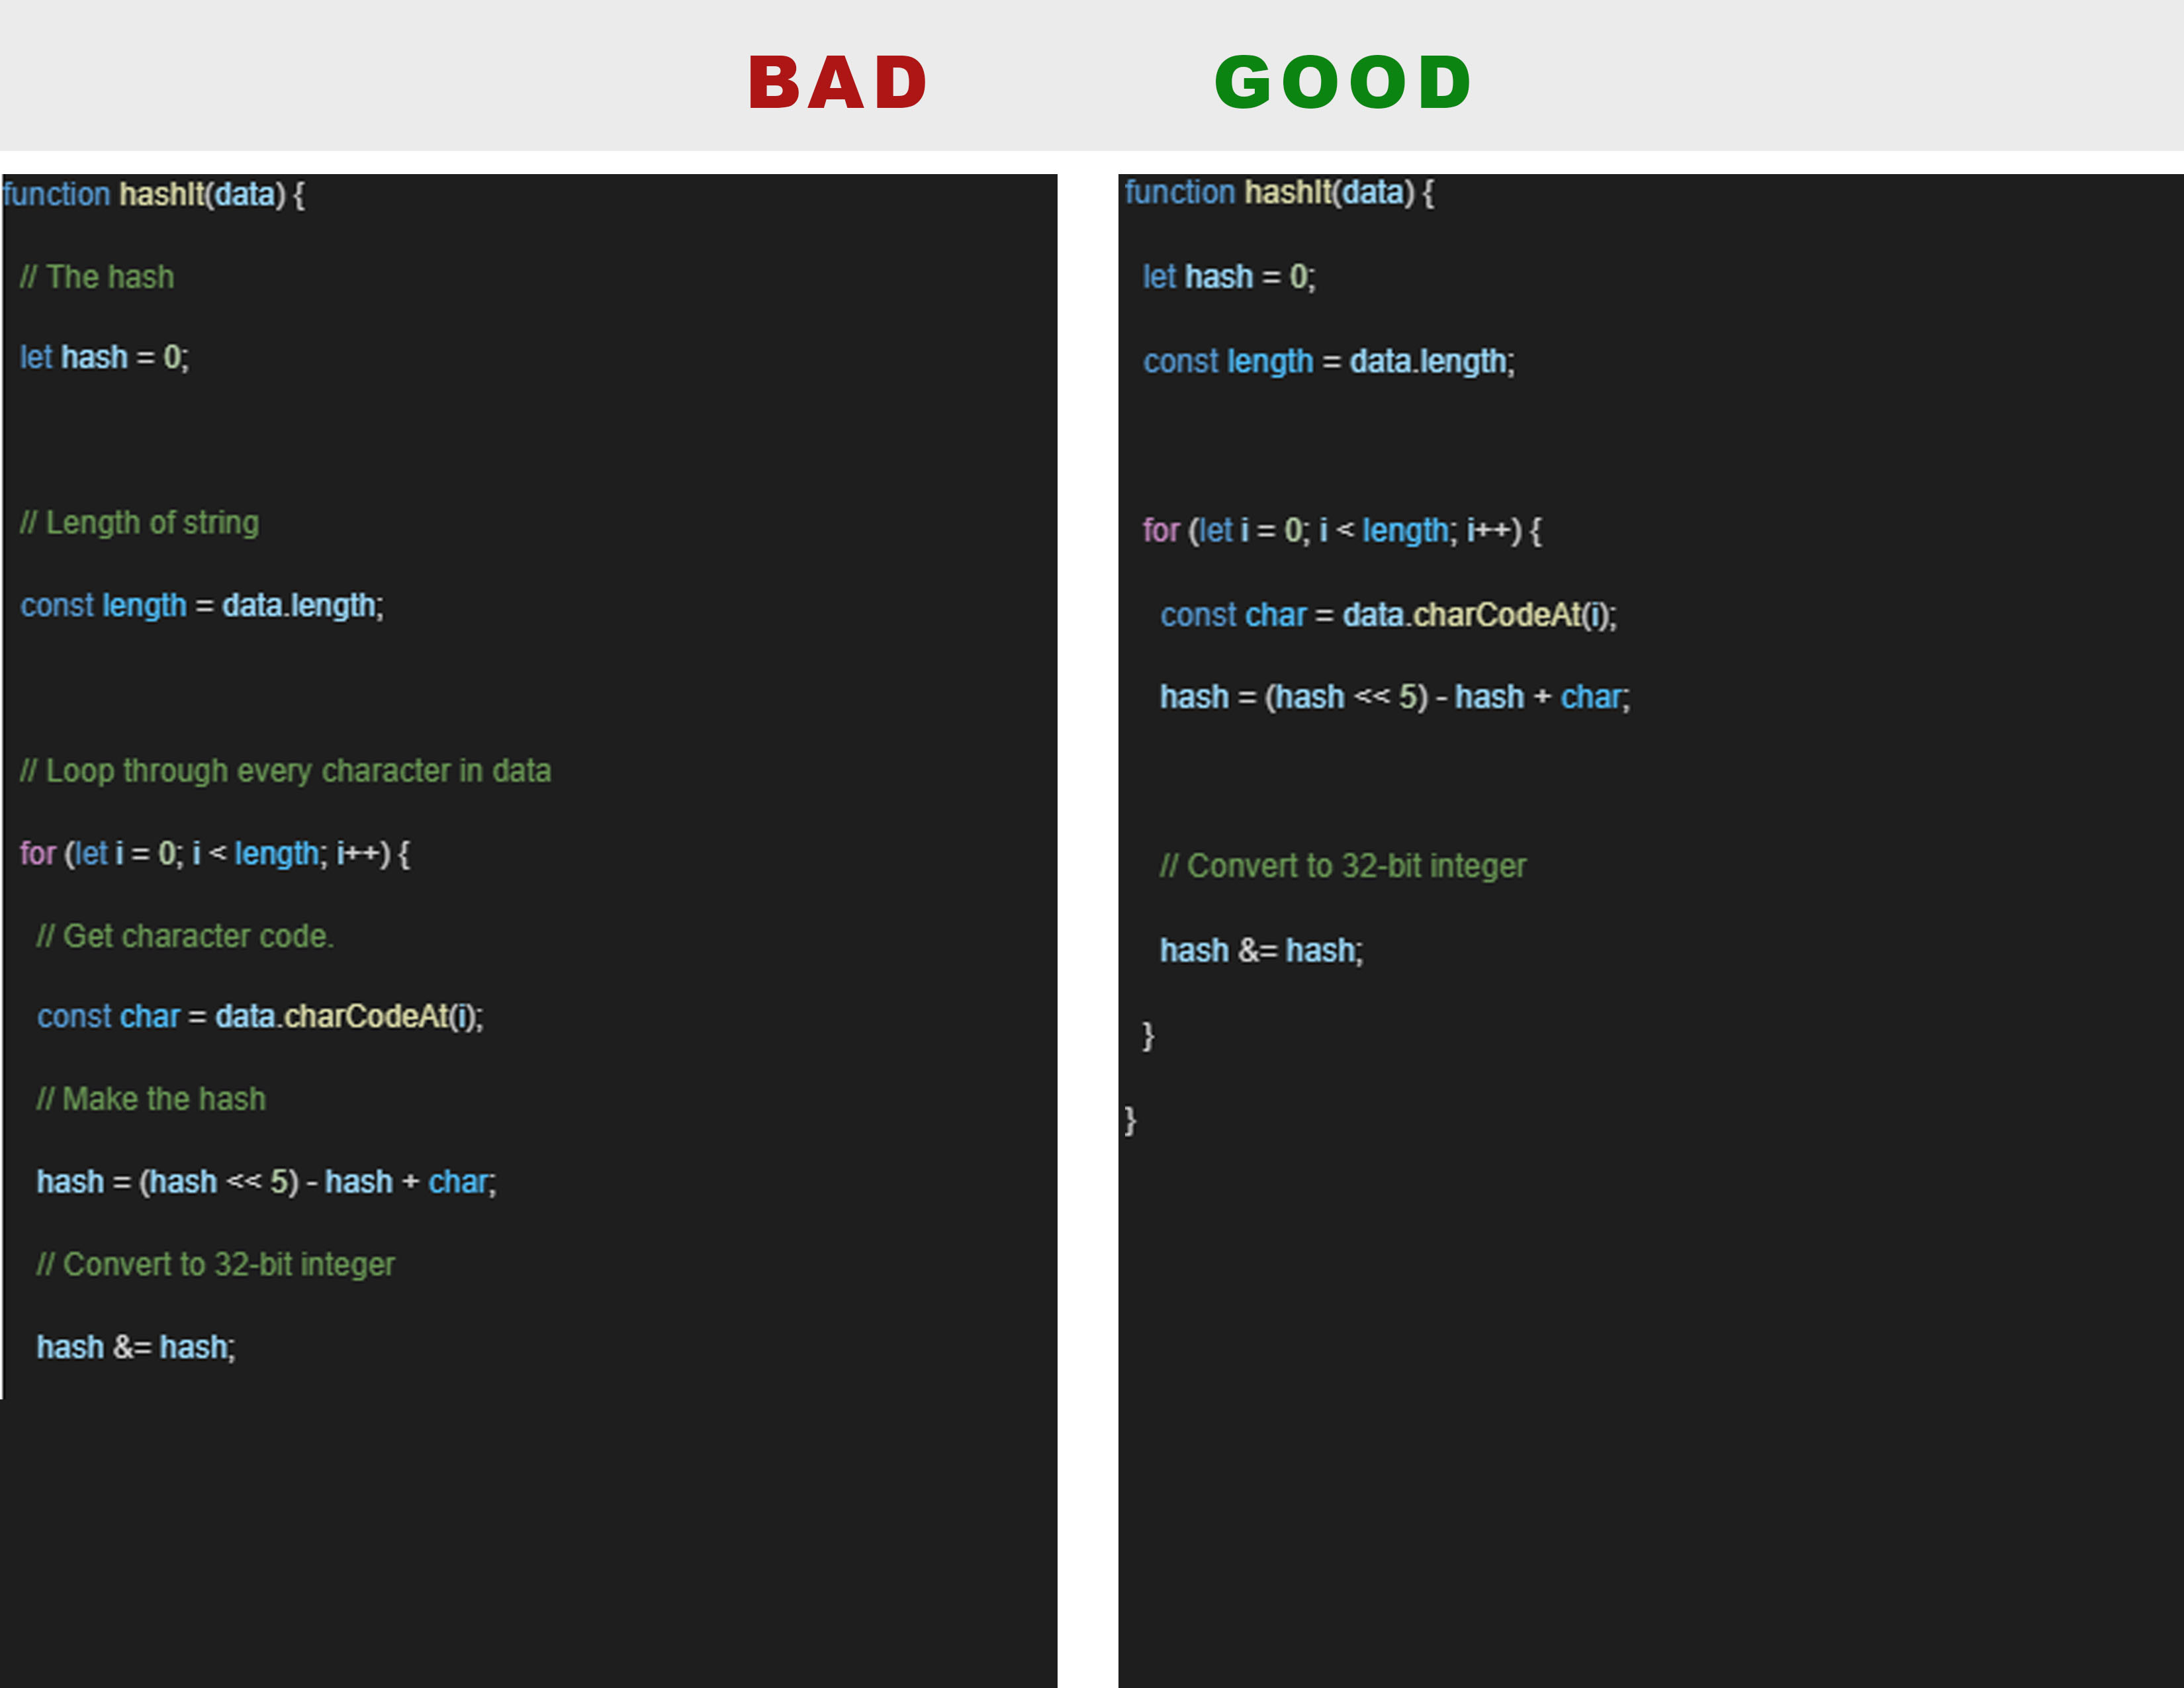 BAD
GOOD
function hashIt(data) {
// The hash
let hash = 0;
// Length of string
const length = data.length;
// Loop through every character in data
for (let i = 0; i < length; i++) {
// Get character code.
const char = data.charCodeAt(i);
// Make the hash
hash = (hash << 5) - hash + char;
// Convert to 32-bit integer
hash &= hash;
function hashIt(data) {
let hash = 0;
const length = data.length;
for (let i = 0; i < length; i++) {
const char = data.charCodeAt(i);
hash = (hash << 5) - hash + char;
// Convert to 32-bit integer
hash &= hash;
}
}